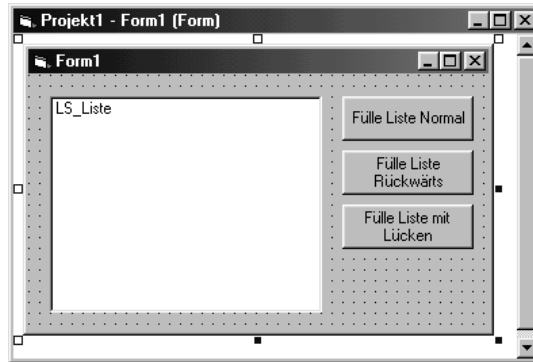 Projekt1 - Form1 (Form)
Form1
LS_Liste
Fülle Liste Normal
Fülle Liste
Rückwärts
Fülle Liste mit
Lücken